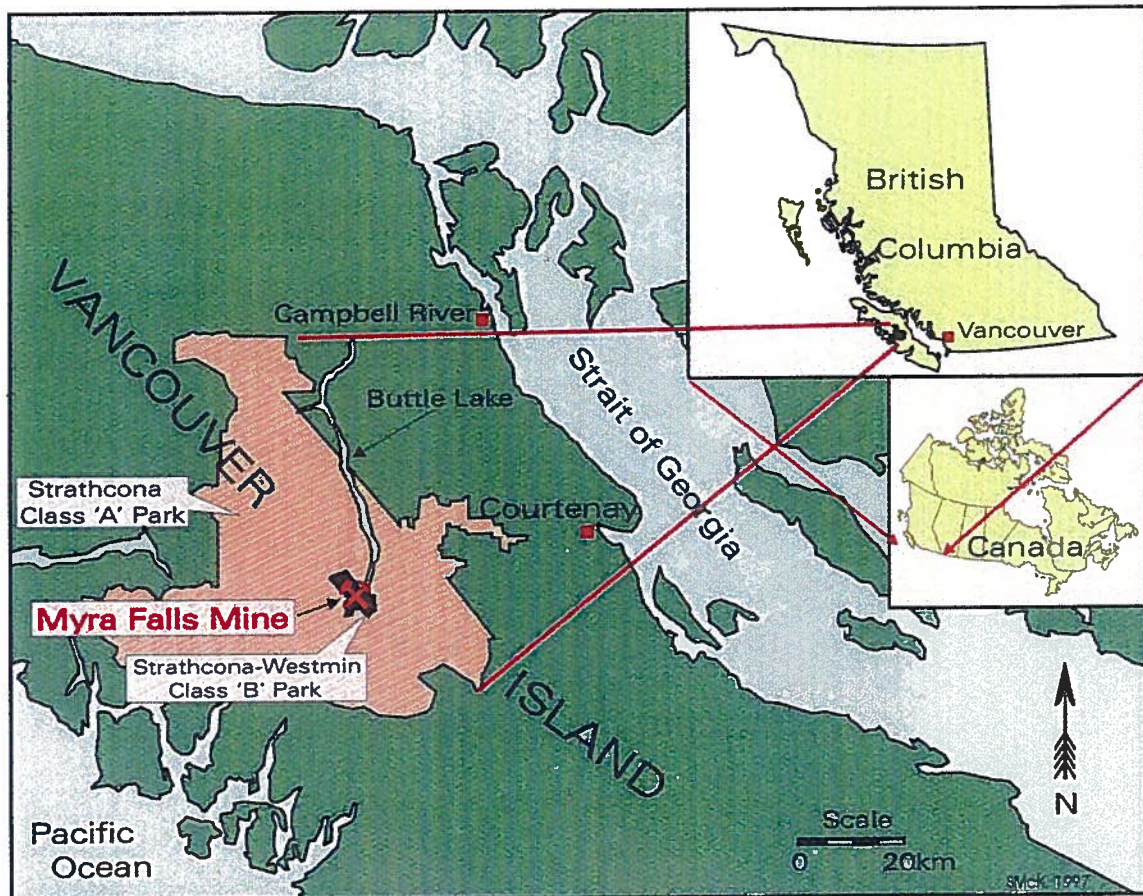 British
Columbia
Vancouver
Canada
VANCOUVER
ISLAND
Campbell River
Buttle Lake
Strait of Georgia
Strathcona
Class 'A' Park
Courtenay
Myra Falls Mine
Strathcona-Westmin
Class 'B' Park
Pacific
Ocean
Scale
0 20km
N
SMcK 1997